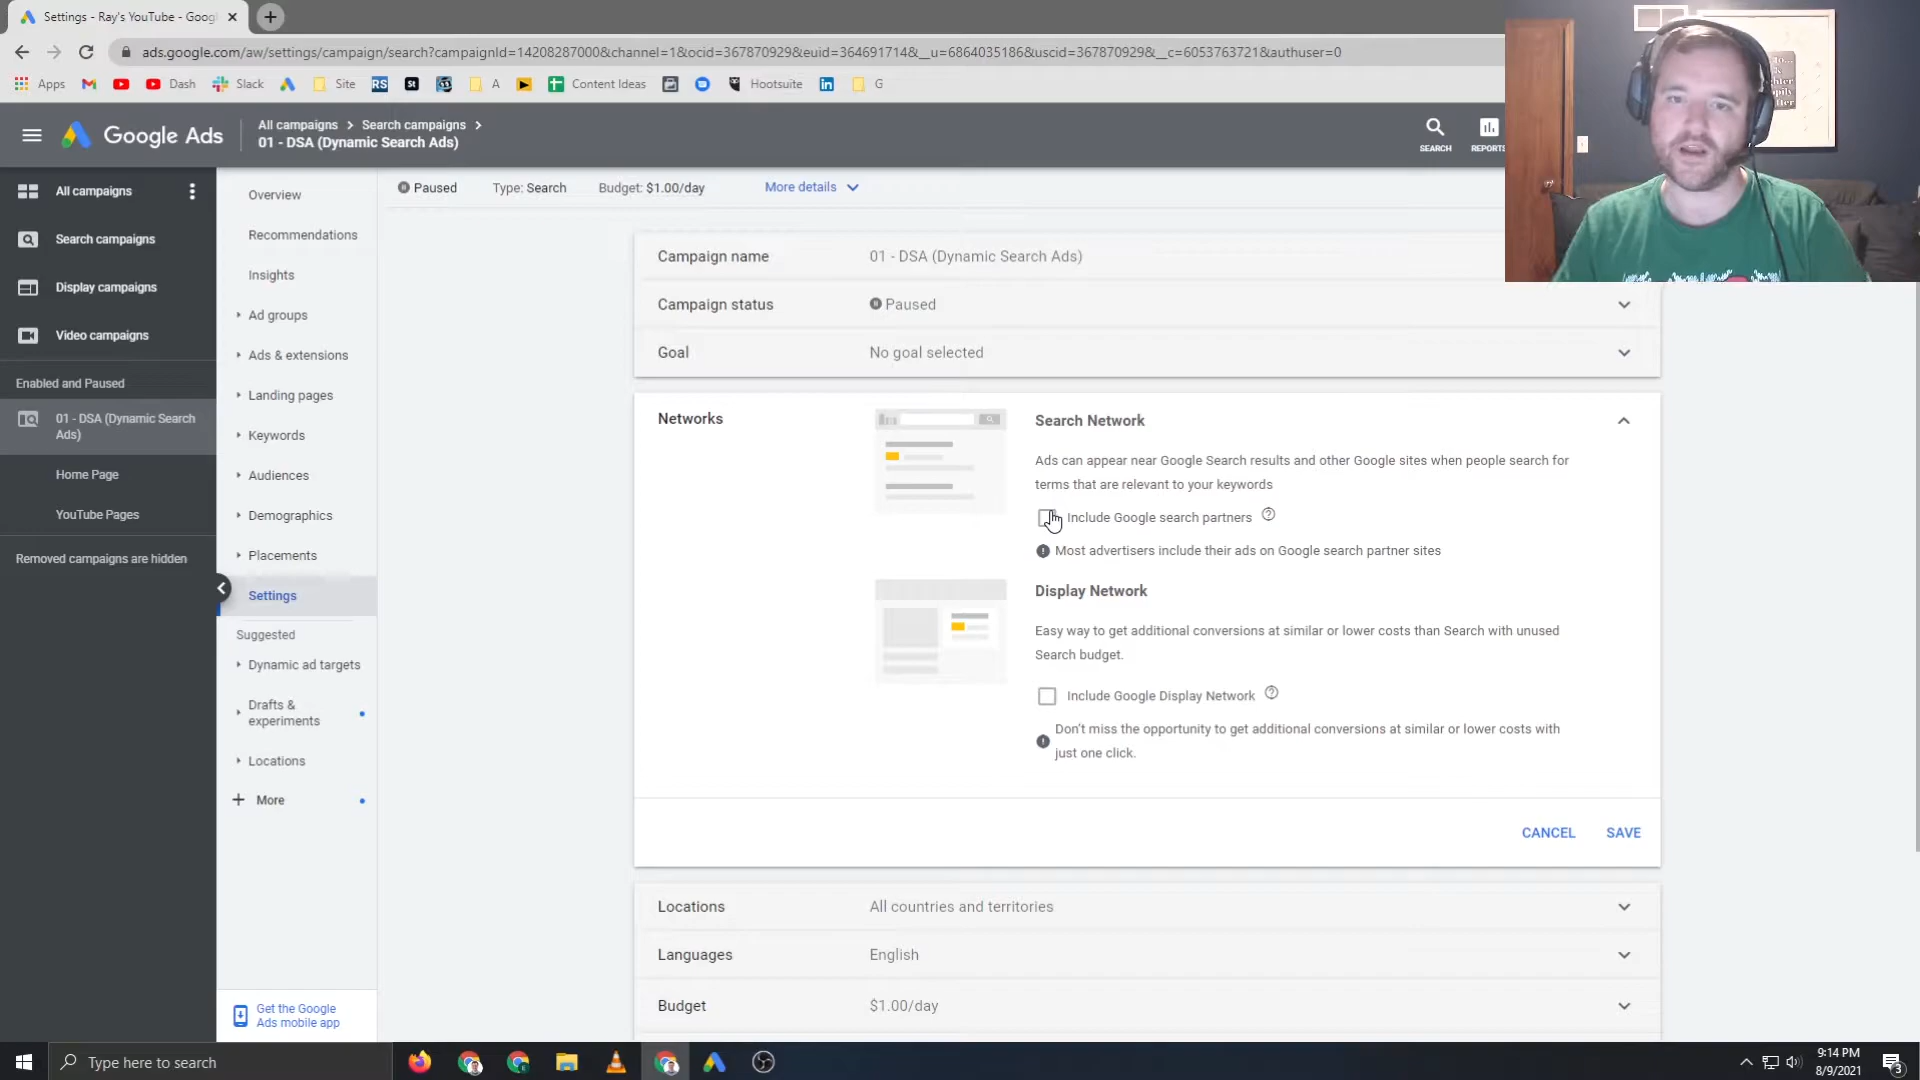 Settings - Ray's YouTube - Goog
ads.google.com/aw/settings/campaign/search?campaignId=14208287000&channel=1&ocid=367870929&euid=364691714&__u=6864035186&uscid=367870929&__c=6053763721&authuser=0
Apps Dash Slack Site RS St A Content Ideas Hootsuite G
Google Ads
All campaigns > Search campaigns >
01 - DSA (Dynamic Search Ads)
SEARCH
REPORTS
All campaigns
Search campaigns
Display campaigns
Video campaigns
Enabled and Paused
01 - DSA (Dynamic Search
Ads)
Home Page
YouTube Pages
Removed campaigns are hidden
Overview
Recommendations
Insights
Ad groups
Ads & extensions
Landing pages
Keywords
Audiences
Demographics
Placements
Settings
Suggested
Dynamic ad targets
Drafts &
experiments
Locations
More
Get the Google
Ads mobile app
Paused Type: Search Budget: $1.00/day More details
Campaign name 01 - DSA (Dynamic Search Ads)
Campaign status Paused
Goal No goal selected
Networks
Search Network
Ads can appear near Google Search results and other Google sites when people search for
terms that are relevant to your keywords
Include Google search partners
Most advertisers include their ads on Google search partner sites
Display Network
Easy way to get additional conversions at similar or lower costs than Search with unused
Search budget.
Include Google Display Network
Don't miss the opportunity to get additional conversions at similar or lower costs with
just one click.
CANCEL SAVE
Locations All countries and territories
Languages English
Budget $1.00/day
Type here to search
9:14 PM
8/9/2021
3